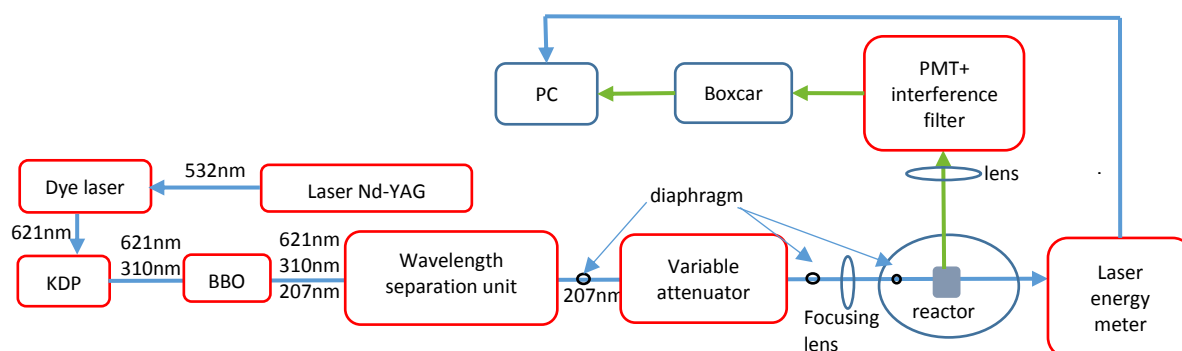 PC
Boxcar
PMT+
interference
filter
lens
Dye laser
532nm
Laser Nd-YAG
diaphragm
621nm
621nm
310nm
KDP
BBO
621nm
310nm
207nm
Wavelength
separation unit
207nm
Variable
attenuator
Focusing
lens
reactor
Laser
energy
meter